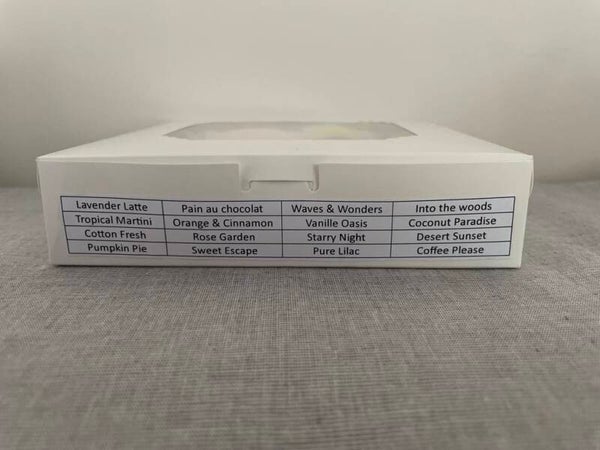 Lavender Latte Pain au chocolat Waves & Wonders Into the woods
Tropical Martini Orange & Cinnamon Vanille Oasis Coconut Paradise
Cotton Fresh Rose Garden Starry Night Desert Sunset
Pumpkin Pie Sweet Escape Pure Lilac Coffee Please